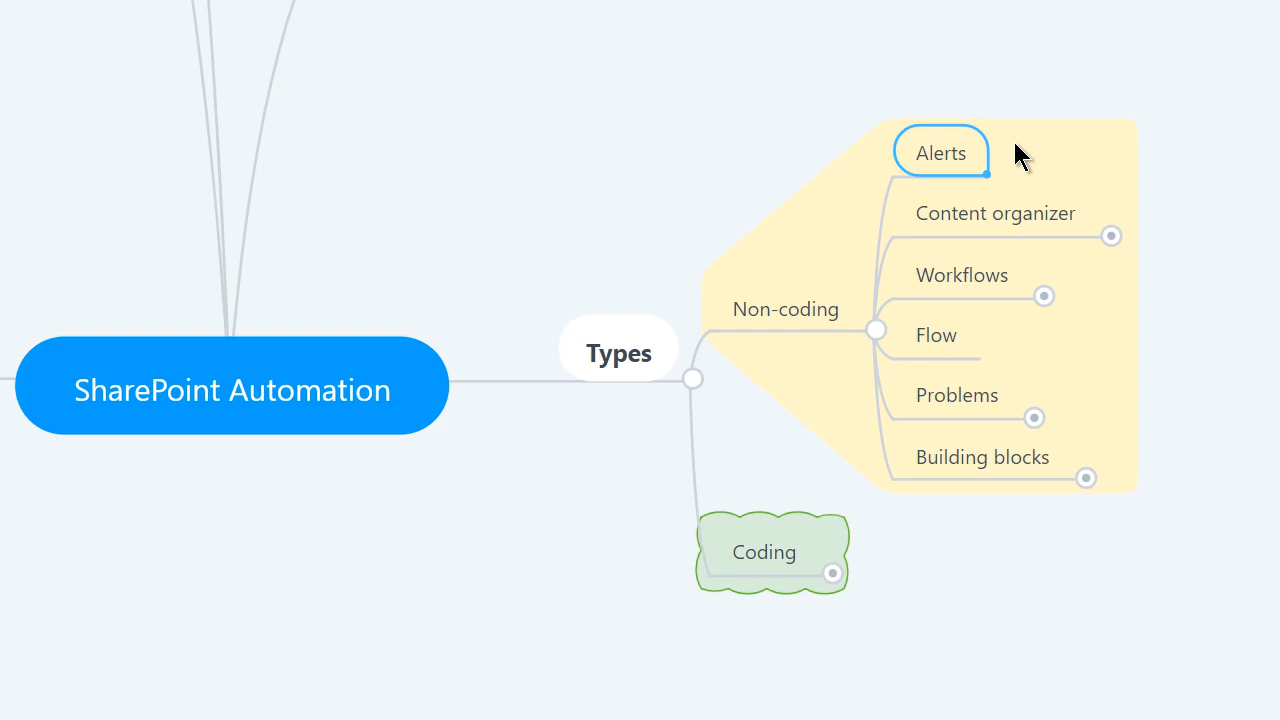 SharePoint Automation
Types
Non-coding
Alerts
Content organizer
Workflows
Flow
Problems
Building blocks
Coding